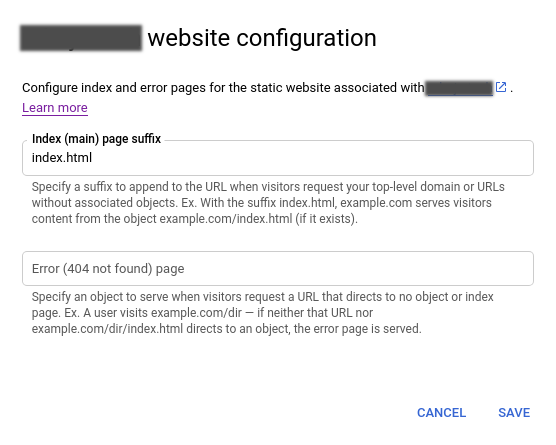 website configuration
Configure index and error pages for the static website associated with .
Learn more
Index (main) page suffix
index.html
Specify a suffix to append to the URL when visitors request your top-level domain or URLs
without associated objects. Ex. With the suffix index.html, example.com serves visitors
content from the object example.com/index.html (if it exists).
Error (404 not found) page
Specify an object to serve when visitors request a URL that directs to no object or index
page. Ex. A user visits example.com/dir — if neither that URL nor
example.com/dir/index.html directs to an object, the error page is served.
CANCEL SAVE